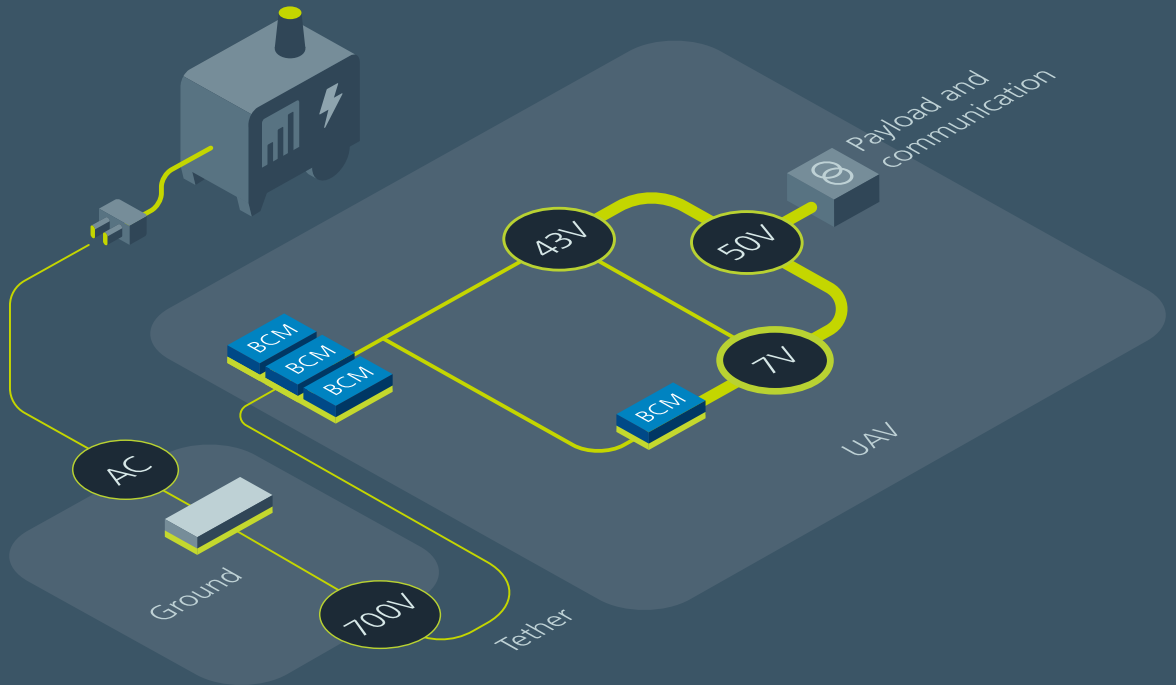 Payload and
communication
43V
50V
BCM
BCM
BCM
7V
BCM
UAV
AC
Ground
700V
Tether